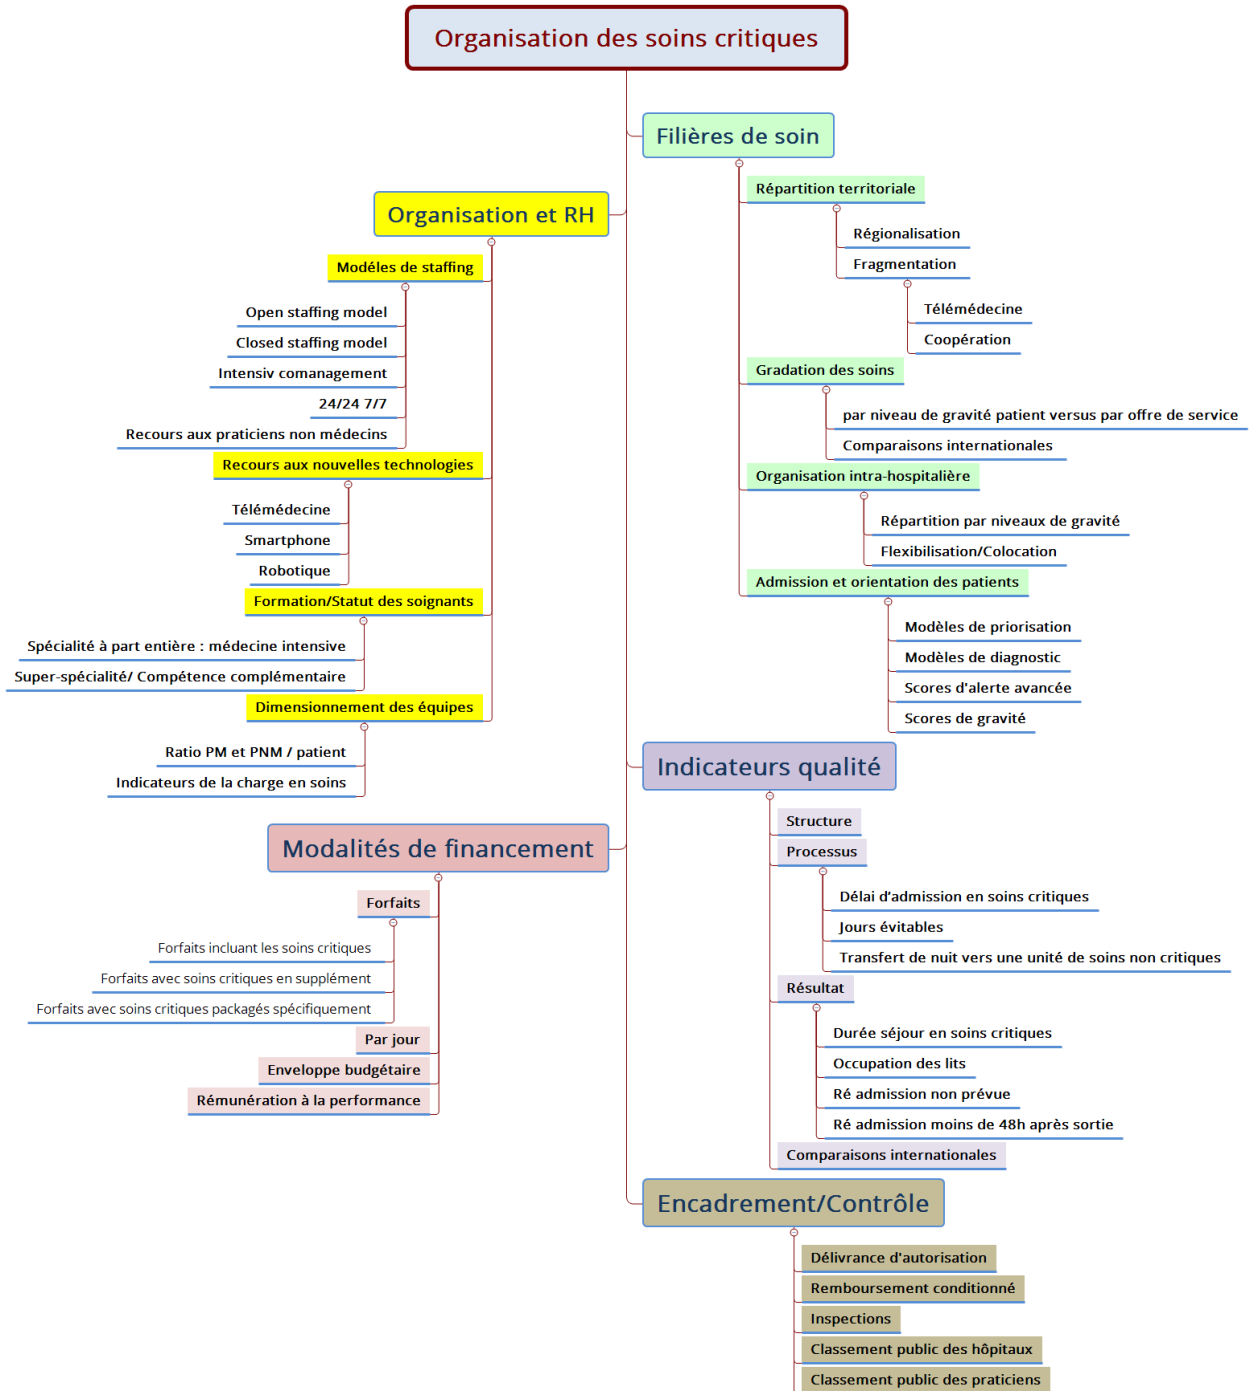 Organisation des soins critiques
Filières de soin
Répartition territoriale
Régionalisation
Fragmentation
Télémédecine
Coopération
Gradation des soins
par niveau de gravité patient versus par offre de service
Comparaisons internationales
Organisation intra-hospitalière
Répartition par niveaux de gravité
Flexibilisation/Colocation
Admission et orientation des patients
Modèles de priorisation
Modèles de diagnostic
Scores d'alerte avancée
Scores de gravité
Organisation et RH
Modéles de staffing
Open staffing model
Closed staffing model
Intensiv comanagement
24/24 7/7
Recours aux praticiens non médecins
Recours aux nouvelles technologies
Télémédecine
Smartphone
Robotique
Formation/Statut des soignants
Spécialité à part entière : médecine intensive
Super-spécialité/ Compétence complémentaire
Dimensionnement des équipes
Ratio PM et PNM / patient
Indicateurs de la charge en soins
Indicateurs qualité
Structure
Processus
Délai d’admission en soins critiques
Jours évitables
Transfert de nuit vers une unité de soins non critiques
Résultat
Durée séjour en soins critiques
Occupation des lits
Ré admission non prévue
Ré admission moins de 48h après sortie
Comparaisons internationales
Modalités de financement
Forfaits
Forfaits incluant les soins critiques
Forfaits avec soins critiques en supplément
Forfaits avec soins critiques packagés spécifiquement
Par jour
Enveloppe budgétaire
Rémunération à la performance
Encadrement/Contrôle
Délivrance d'autorisation
Remboursement conditionné
Inspections
Classement public des hôpitaux
Classement public des praticiens